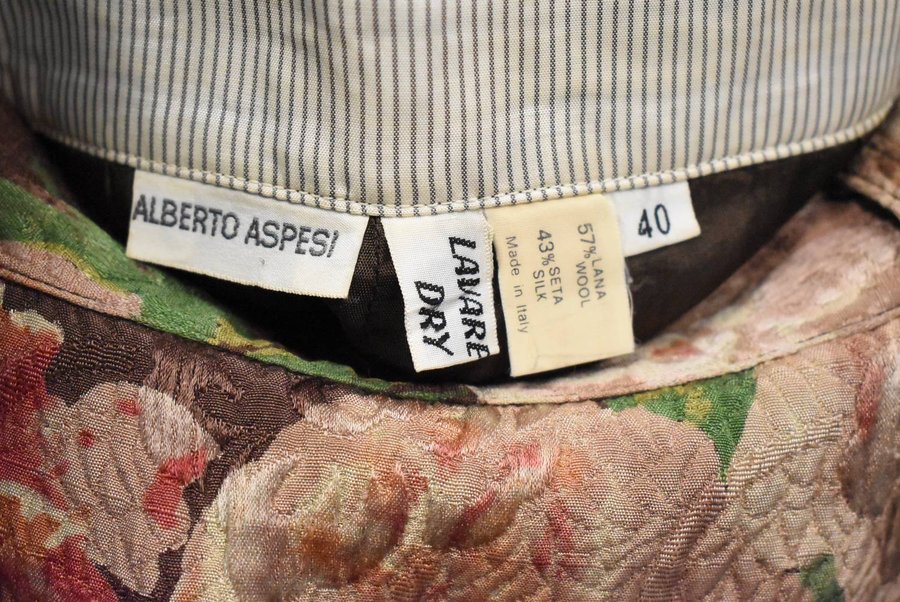 ALBERTO ASPESI
LAVARE
DRY
57% LANA
WOOL
43% SETA
SILK
Made in Italy
40